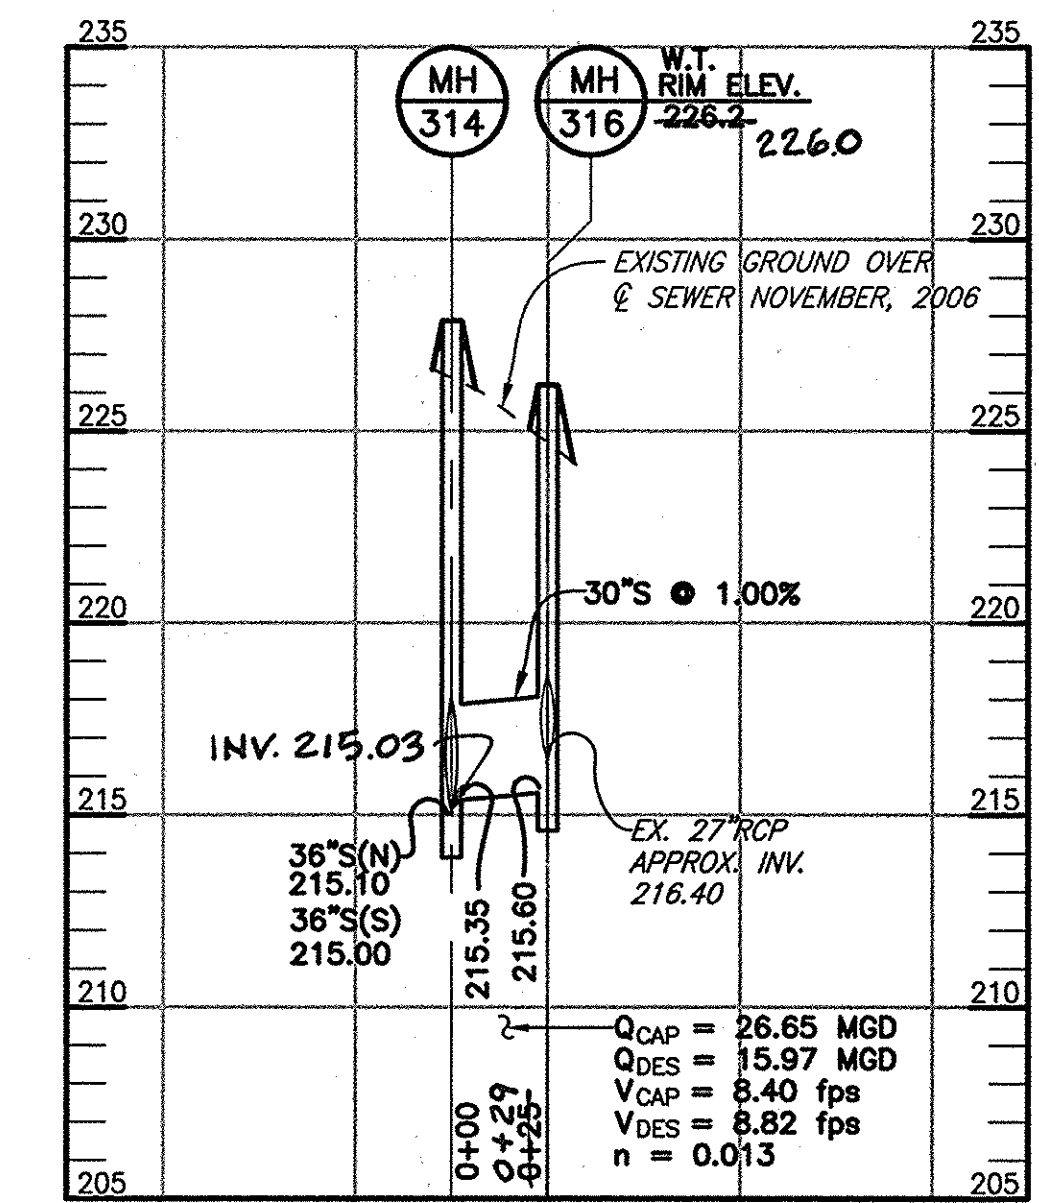 235 235
MH
314
MH
316
W.T.
RIM ELEV.
226.2
226.0
230 230
EXISTING GROUND OVER
℄ SEWER NOVEMBER, 2006
225 225
220 220
30"S @ 1.00%
INV. 215.03
215 215
36"S(N)
215.10
36"S(S)
215.00
215.35
215.60
EX. 27"RCP
APPROX. INV.
216.40
210 210
QCAP = 26.65 MGD
QDES = 15.97 MGD
VCAP = 8.40 fps
VDES = 8.82 fps
n = 0.013
0+00
0+29
0+25
205 205